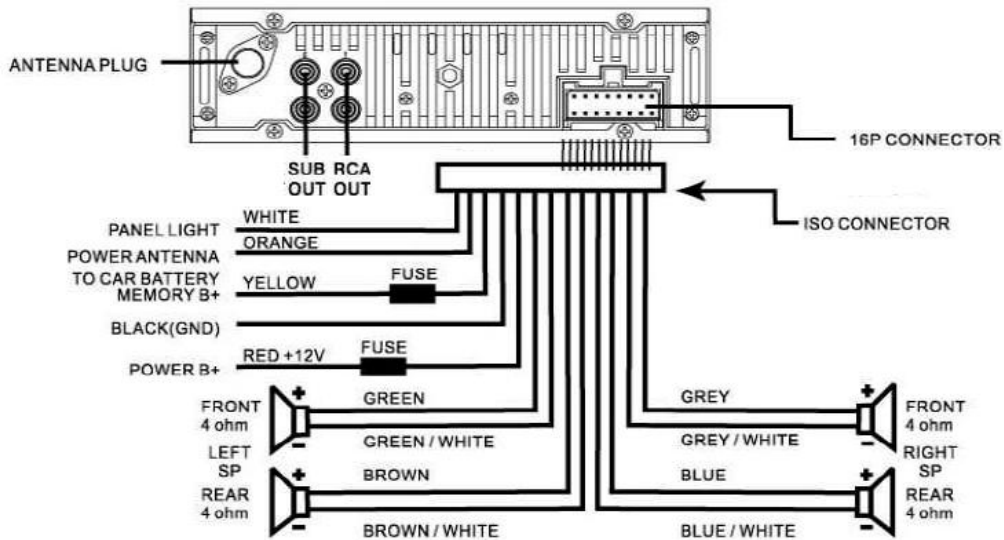 ANTENNA PLUG
16P CONNECTOR
SUB RCA
OUT OUT
ISO CONNECTOR
PANEL LIGHT
WHITE
POWER ANTENNA
ORANGE
TO CAR BATTERY
MEMORY B+
YELLOW
FUSE
BLACK(GND)
POWER B+
RED +12V
FUSE
FRONT
4 ohm
+
-
GREEN
GREEN / WHITE
LEFT
SP
REAR
4 ohm
+
-
BROWN
BROWN / WHITE
GREY
GREY / WHITE
+
-
FRONT
4 ohm
RIGHT
SP
BLUE
BLUE / WHITE
+
-
REAR
4 ohm